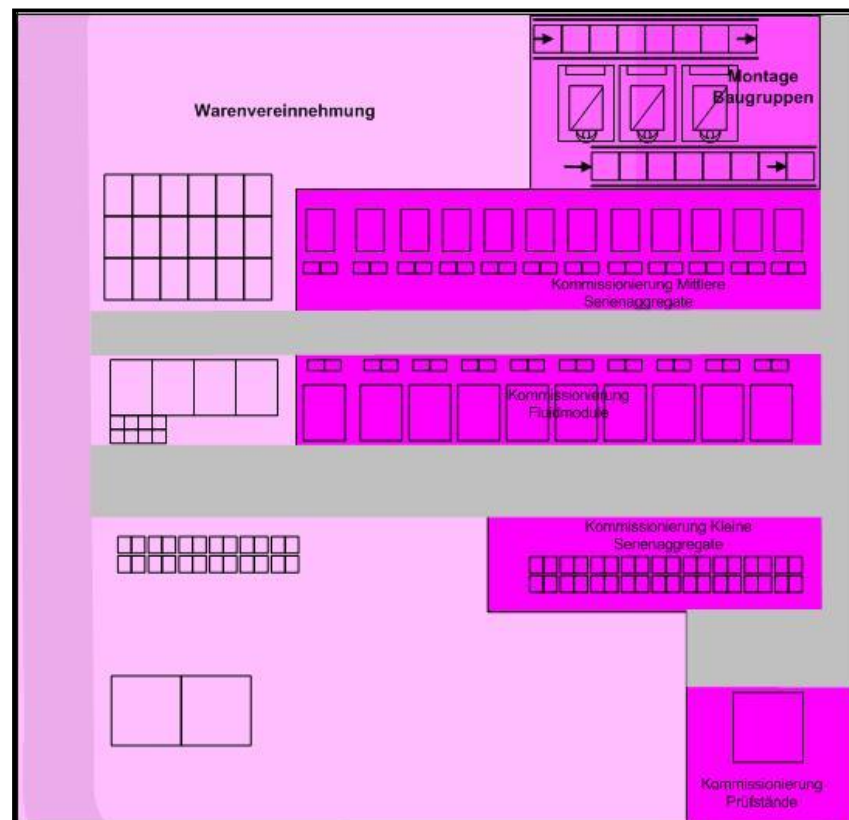 Montage
Baugruppen
Warenvereinnehmung
Kommissionierung Mittlere
Serienaggregate
Kommissionierung
Fluidmodule
Kommissionierung Kleine
Serienaggregate
Kommissionierung
Prüfstände